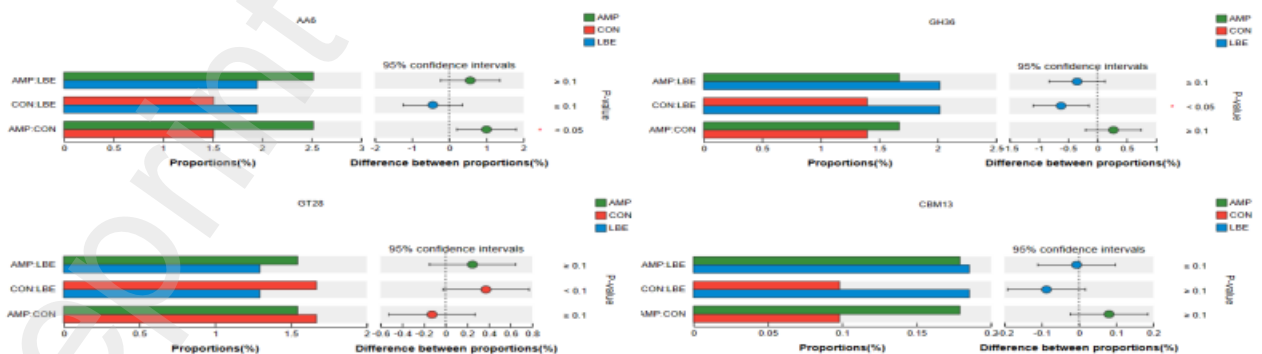 AA6
AMP
CON
LBE
95% confidence intervals
AMP:LBE
≥ 0.1
CON:LBE
≥ 0.1
AMP:CON
* < 0.05
P-value
0 0.5 1 1.5 2 2.5 3
-2 -1 0 1 2
Proportions(%)
Difference between proportions(%)
GH36
AMP
CON
LBE
95% confidence intervals
AMP:LBE
≥ 0.1
CON:LBE
* < 0.05
AMP:CON
≥ 0.1
P-value
0 0.5 1 1.5 2 2.5
-1.5 -1 -0.5 0 0.5 1
Proportions(%)
Difference between proportions(%)
GT28
AMP
CON
LBE
95% confidence intervals
AMP:LBE
≥ 0.1
CON:LBE
< 0.1
AMP:CON
≥ 0.1
P-value
0 0.5 1 1.5 2
-0.6 -0.4 -0.2 0 0.2 0.4 0.6 0.8
Proportions(%)
Difference between proportions(%)
CBM13
AMP
CON
LBE
95% confidence intervals
AMP:LBE
≥ 0.1
CON:LBE
≥ 0.1
AMP:CON
≥ 0.1
P-value
0 0.05 0.1 0.15 0.2
-0.2 -0.1 0 0.1 0.2
Proportions(%)
Difference between proportions(%)
eprint